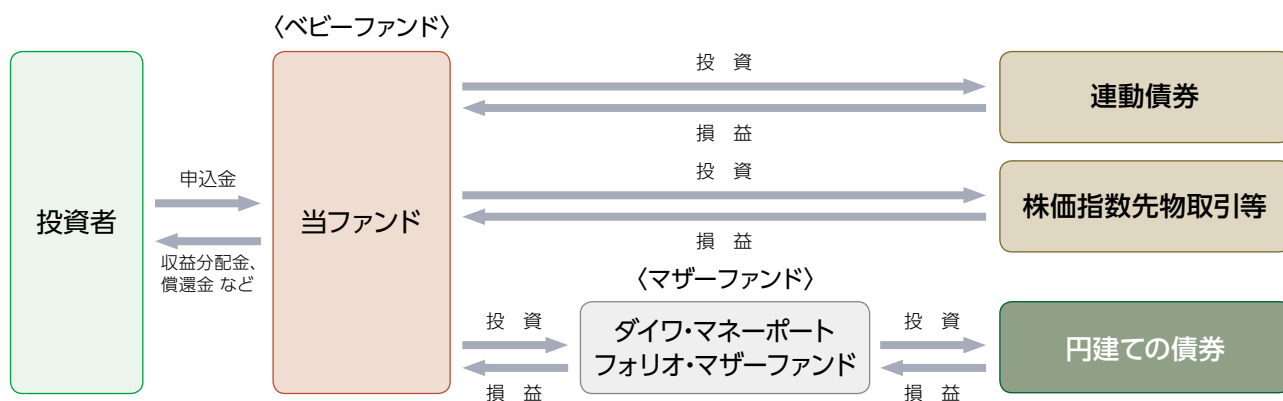 〈ベビーファンド〉
投資者
申込金
収益分配金、
償還金 など
当ファンド
投 資
損 益
連動債券
投 資
損 益
株価指数先物取引等
〈マザーファンド〉
投 資
損 益
ダイワ・マネーポート
フォリオ・マザーファンド
投 資
損 益
円建ての債券